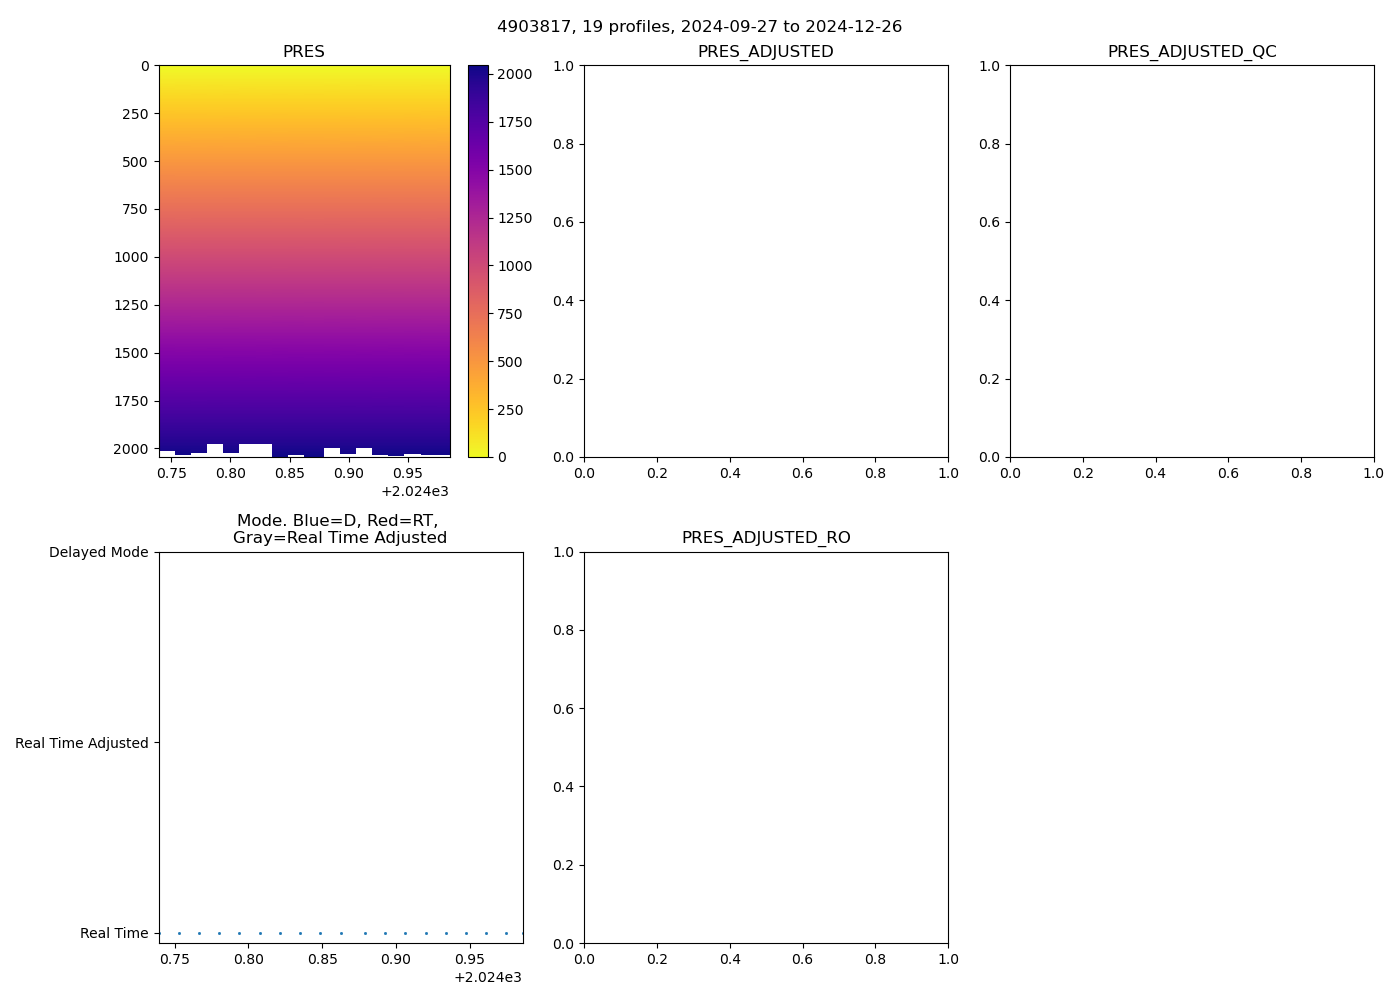 4903817, 19 profiles, 2024-09-27 to 2024-12-26
PRES
0
250
500
750
1000
1250
1500
1750
2000
0.75 0.80 0.85 0.90 0.95
+2.024e3
2000
1750
1500
1250
1000
750
500
250
0
PRES_ADJUSTED
1.0
0.8
0.6
0.4
0.2
0.0
0.0 0.2 0.4 0.6 0.8 1.0
PRES_ADJUSTED_QC
1.0
0.8
0.6
0.4
0.2
0.0
0.0 0.2 0.4 0.6 0.8 1.0
Mode. Blue=D, Red=RT,
Gray=Real Time Adjusted
Delayed Mode
Real Time Adjusted
Real Time
0.75 0.80 0.85 0.90 0.95
+2.024e3
PRES_ADJUSTED_RO
1.0
0.8
0.6
0.4
0.2
0.0
0.0 0.2 0.4 0.6 0.8 1.0